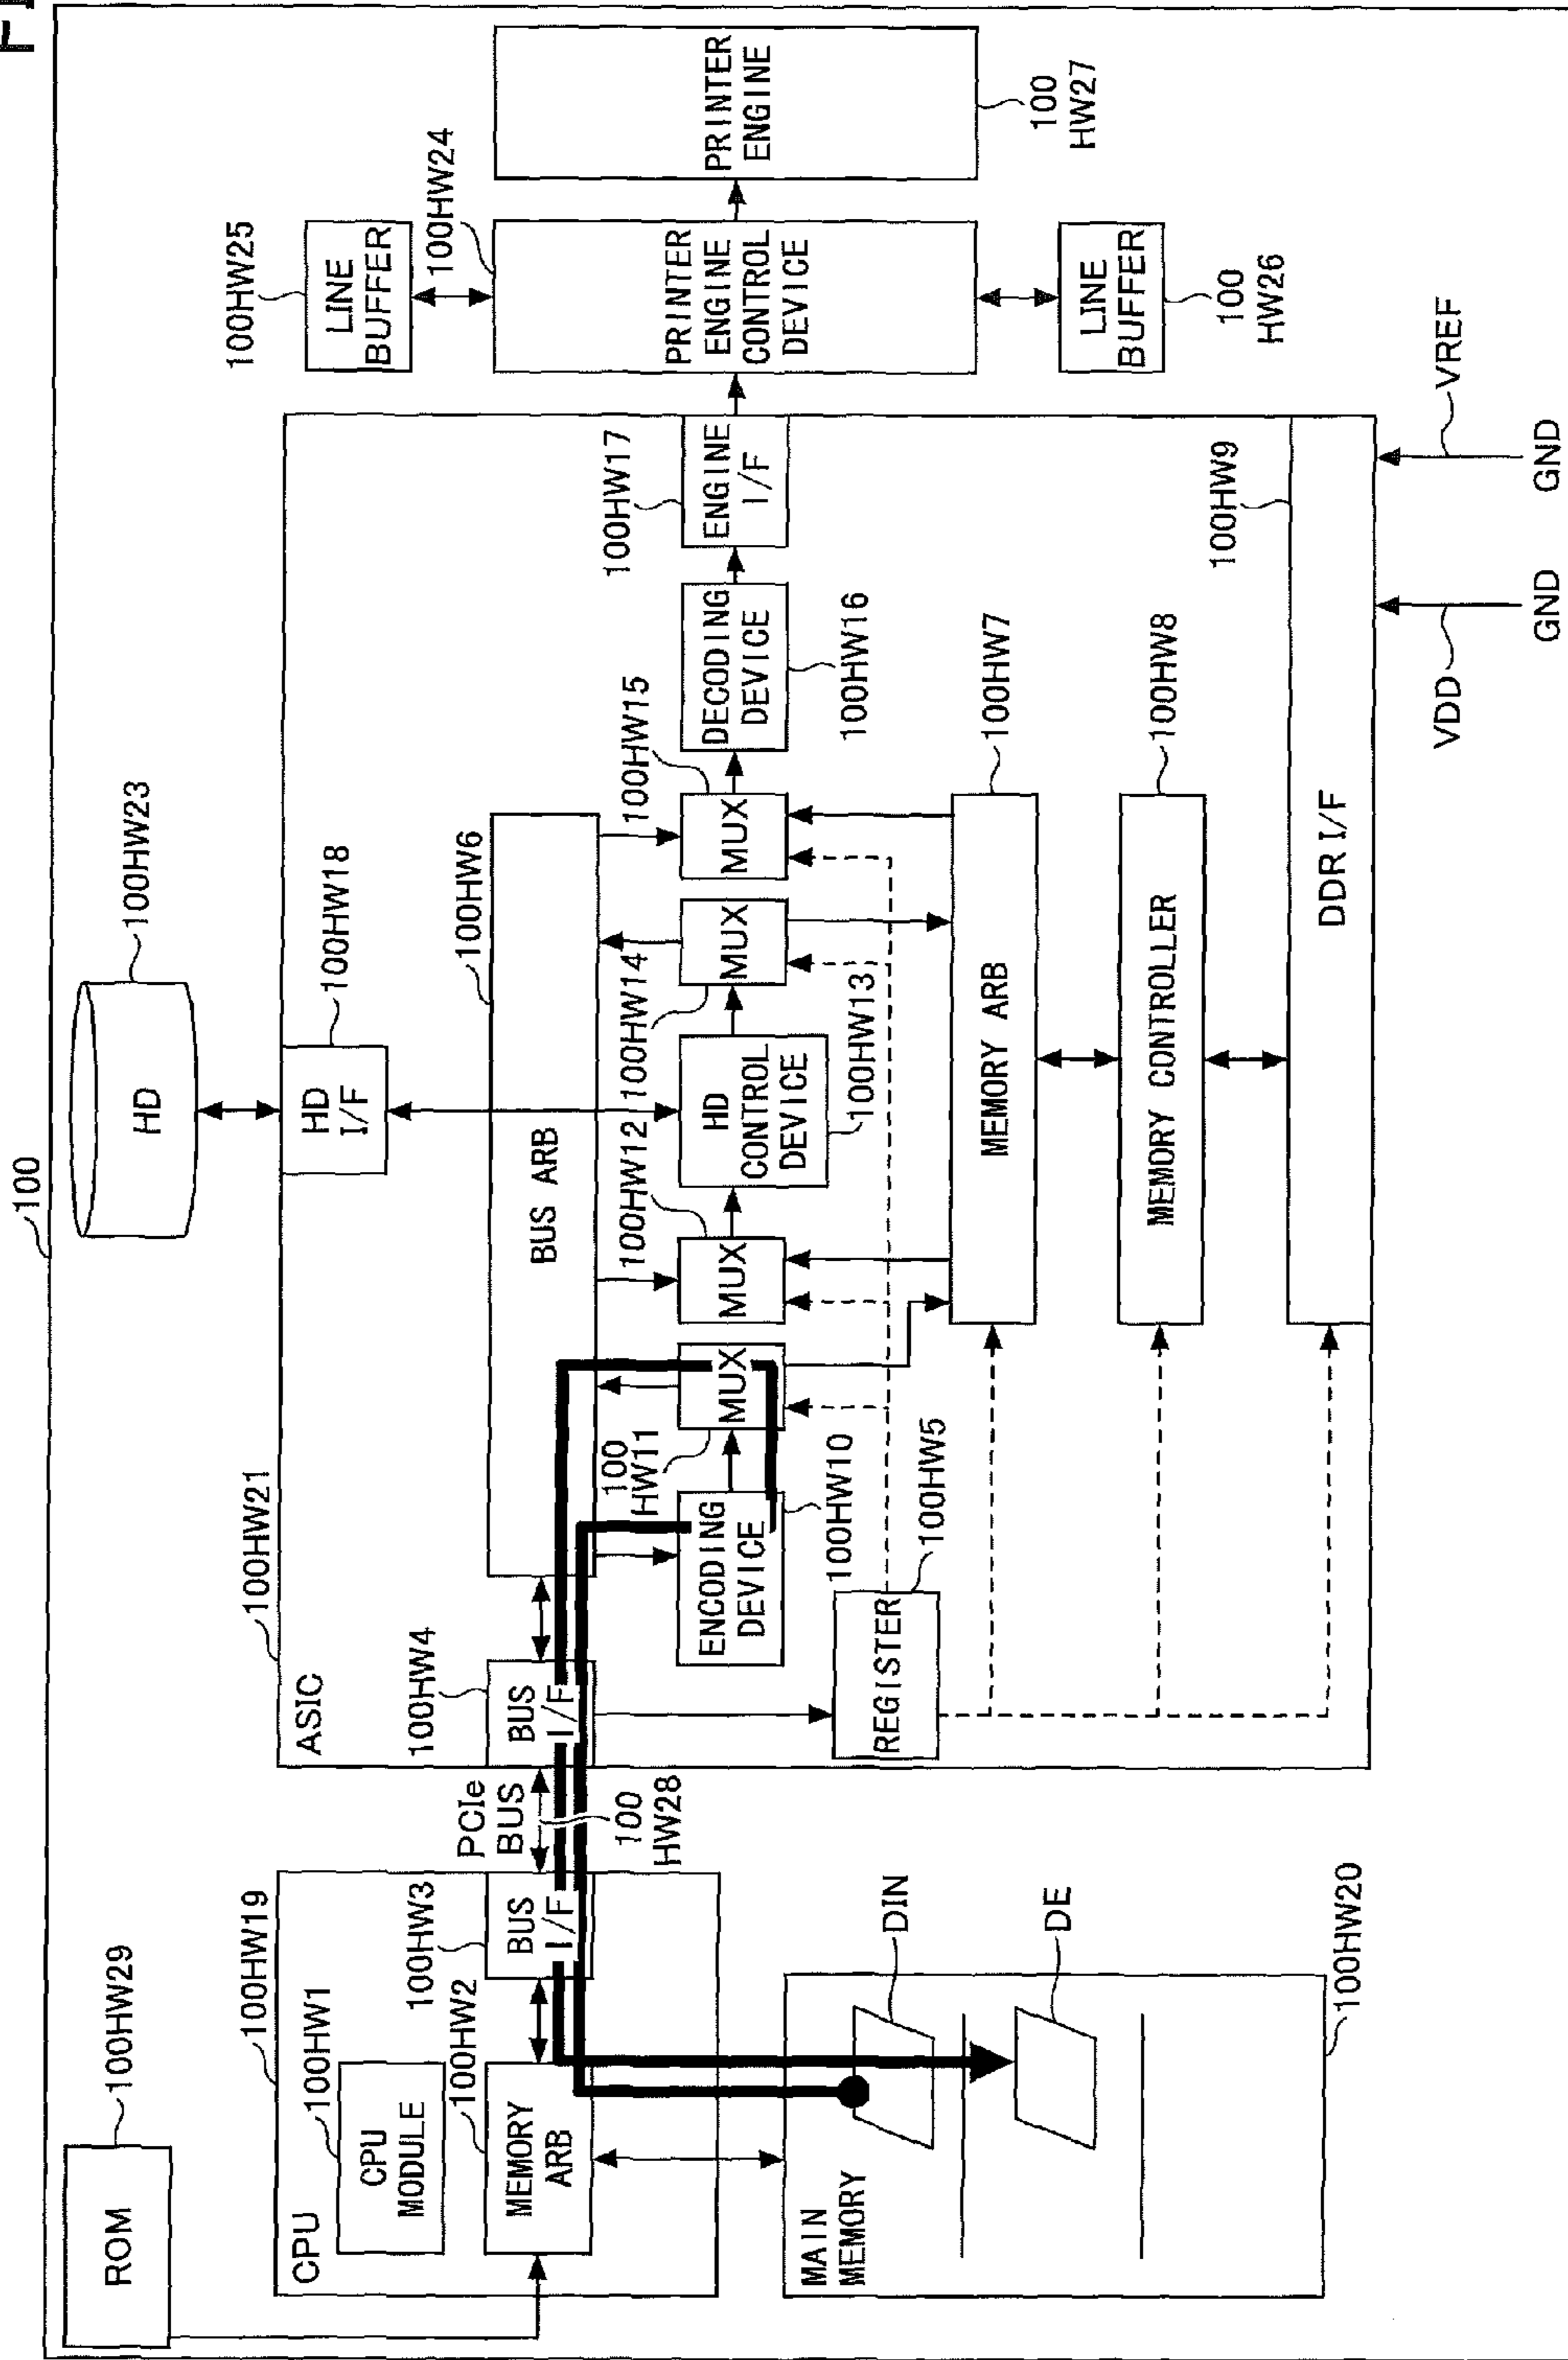 100
ROM
100HW29
HD
100HW23
CPU
100HW19
CPU
MODULE
100HW1
MEMORY
ARB
100HW2
BUS
I/F
100HW3
PCIe
BUS
100
HW28
MAIN
MEMORY
DIN
DE
100HW20
ASIC
100HW21
BUS
I/F
100HW4
HD
I/F
100HW18
BUS ARB
100HW6
ENCODING
DEVICE
100HW10
MUX
100
HW11
MUX
100HW12
HD
CONTROL
DEVICE
100HW13
MUX
100HW14
MUX
100HW15
DECODING
DEVICE
100HW16
ENGINE
I/F
100HW17
REGISTER
100HW5
MEMORY ARB
100HW7
MEMORY CONTROLLER
100HW8
DDR I/F
100HW9
VDD
GND
VREF
GND
LINE
BUFFER
100HW25
PRINTER
ENGINE
CONTROL
DEVICE
100HW24
LINE
BUFFER
100
HW26
PRINTER
ENGINE
100
HW27